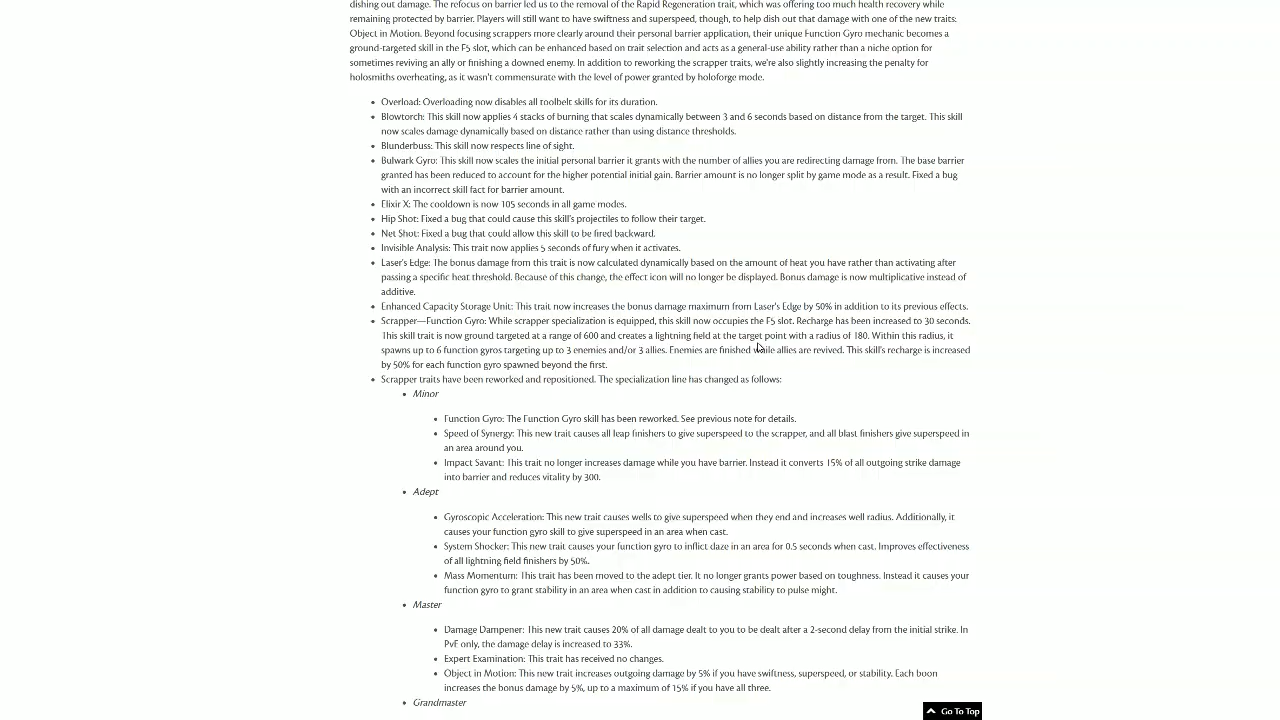 dishing out damage. The refocus on barrier led us to the removal of the Rapid Regeneration trait, which was offering too much health recovery while
remaining protected by barrier. Players will still want to have swiftness and superspeed, though, to help dish out that damage with one of the new traits:
Object in Motion. Beyond focusing scrappers more clearly around their personal barrier application, their unique Function Gyro mechanic becomes a
ground-targeted skill in the F5 slot, which can be enhanced based on trait selection and acts as a general-use ability rather than a niche option for
sometimes reviving an ally or finishing a downed enemy. In addition to reworking the scrapper traits, we're also slightly increasing the penalty for
holosmiths overheating, as it wasn't commensurate with the level of power granted by holoforge mode.
• Overload: Overloading now disables all toolbelt skills for its duration.
• Blowtorch: This skill now applies 4 stacks of burning that scales dynamically between 3 and 6 seconds based on distance from the target. This skill
now scales damage dynamically based on distance rather than using distance thresholds.
• Blunderbuss: This skill now respects line of sight.
• Bulwark Gyro: This skill now scales the initial personal barrier it grants with the number of allies you are redirecting damage from. The base barrier
granted has been reduced to account for the higher potential initial gain. Barrier amount is no longer split by game mode as a result. Fixed a bug
with an incorrect skill fact for barrier amount.
• Elixir X: The cooldown is now 105 seconds in all game modes.
• Hip Shot: Fixed a bug that could cause this skill's projectiles to follow their target.
• Net Shot: Fixed a bug that could allow this skill to be fired backward.
• Invisible Analysis: This trait now applies 5 seconds of fury when it activates.
• Laser's Edge: The bonus damage from this trait is now calculated dynamically based on the amount of heat you have rather than activating after
passing a specific heat threshold. Because of this change, the effect icon will no longer be displayed. Bonus damage is now multiplicative instead of
additive.
• Enhanced Capacity Storage Unit: This trait now increases the bonus damage maximum from Laser's Edge by 50% in addition to its previous effects.
• Scrapper—Function Gyro: While scrapper specialization is equipped, this skill now occupies the F5 slot. Recharge has been increased to 30 seconds.
This skill trait is now ground targeted at a range of 600 and creates a lightning field at the target point with a radius of 180. Within this radius, it
spawns up to 6 function gyros targeting up to 3 enemies and/or 3 allies. Enemies are finished while allies are revived. This skill's recharge is increased
by 50% for each function gyro spawned beyond the first.
• Scrapper traits have been reworked and repositioned. The specialization line has changed as follows:
• Minor
• Function Gyro: The Function Gyro skill has been reworked. See previous note for details.
• Speed of Synergy: This new trait causes all leap finishers to give superspeed to the scrapper, and all blast finishers give superspeed in
an area around you.
• Impact Savant: This trait no longer increases damage while you have barrier. Instead it converts 15% of all outgoing strike damage
into barrier and reduces vitality by 300.
• Adept
• Gyroscopic Acceleration: This new trait causes wells to give superspeed when they end and increases well radius. Additionally, it
causes your function gyro skill to give superspeed in an area when cast.
• System Shocker: This new trait causes your function gyro to inflict daze in an area for 0.5 seconds when cast. Improves effectiveness
of all lightning field finishers by 50%.
• Mass Momentum: This trait has been moved to the adept tier. It no longer grants power based on toughness. Instead it causes your
function gyro to grant stability in an area when cast in addition to causing stability to pulse might.
• Master
• Damage Dampener: This new trait causes 20% of all damage dealt to you to be dealt after a 2-second delay from the initial strike. In
PvE only, the damage delay is increased to 33%.
• Expert Examination: This trait has received no changes.
• Object in Motion: This new trait increases outgoing damage by 5% if you have swiftness, superspeed, or stability. Each boon
increases the bonus damage by 5%, up to a maximum of 15% if you have all three.
• Grandmaster
Go To Top